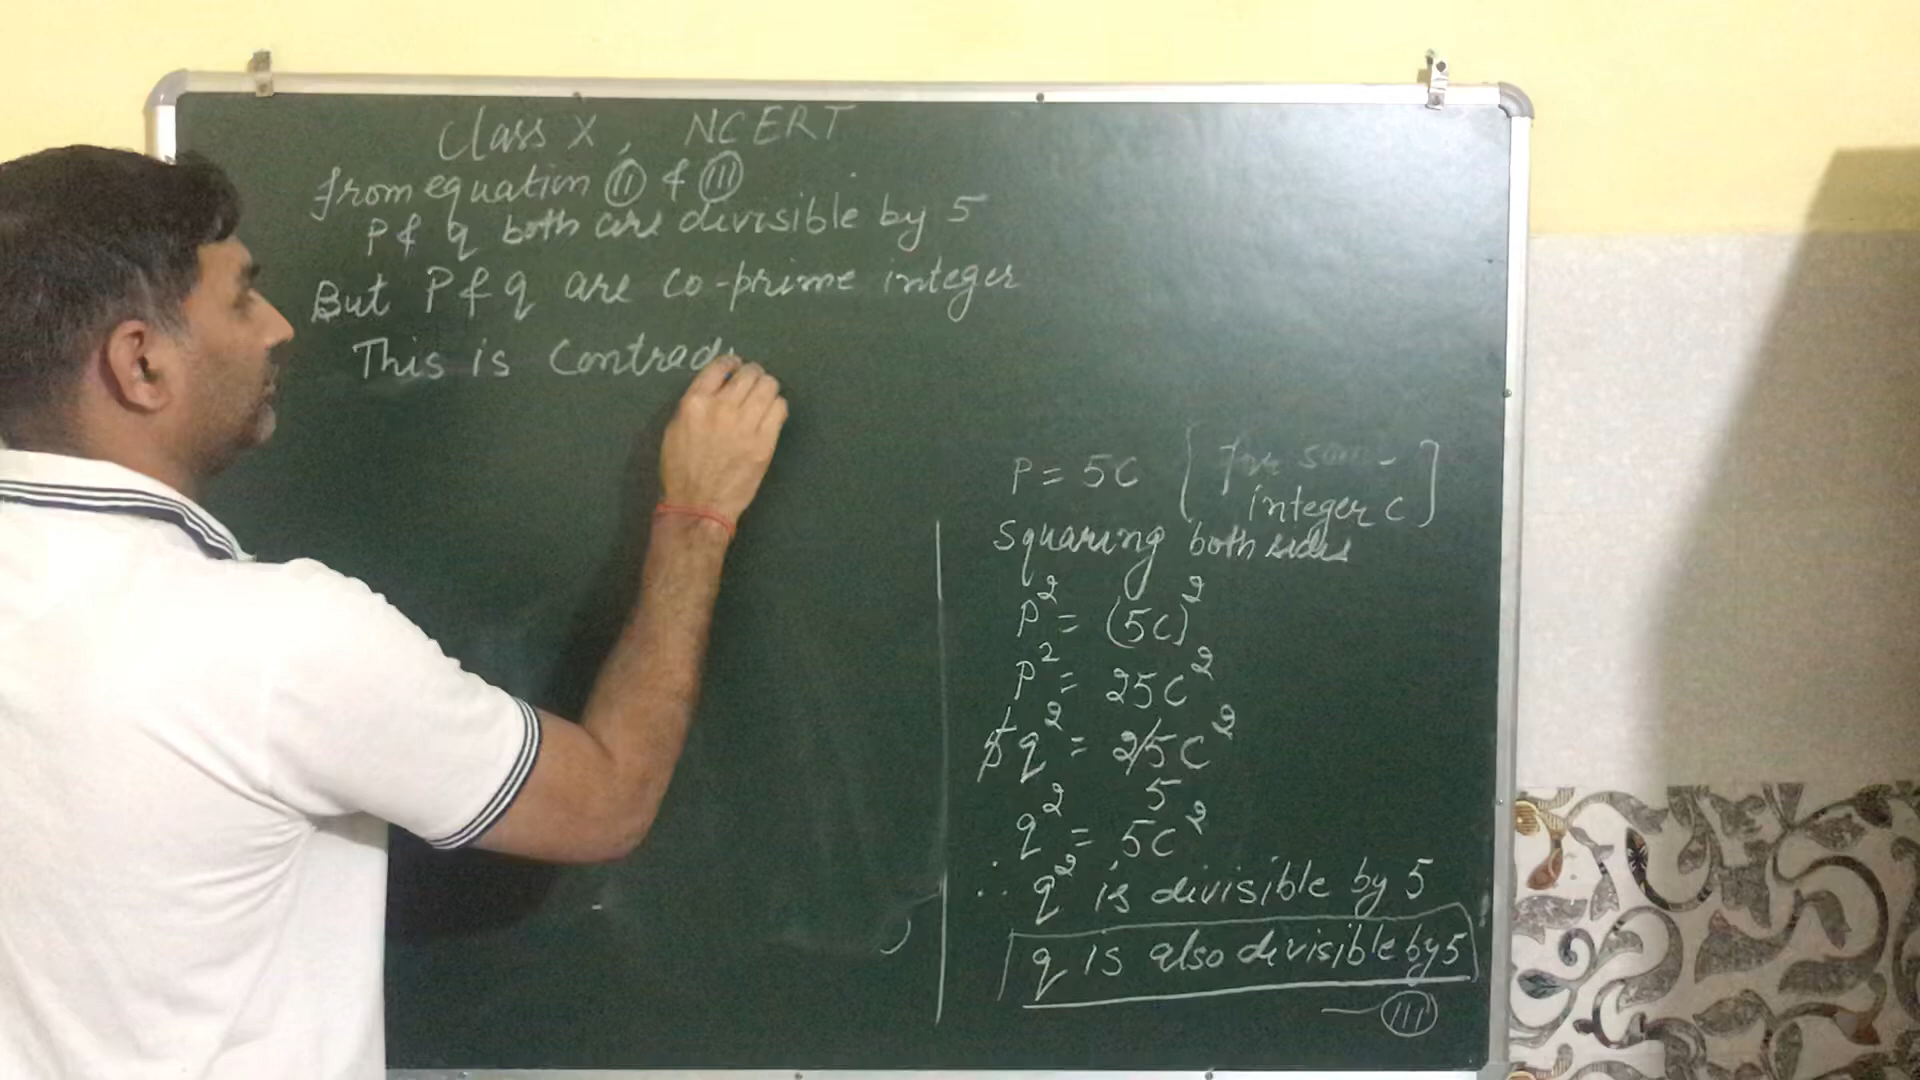 Class X, NCERT
from equation (II) & (III)
P & q both are divisible by 5
But P & q are co-prime integer
This is Contrad
P = 5C [for some
integer C]
Squaring both sides
P² = (5C)²
P² = 25C²
5q² = 25C²
5
q² = 5C²
∴ q² is divisible by 5
q is also divisible by 5
— (III)